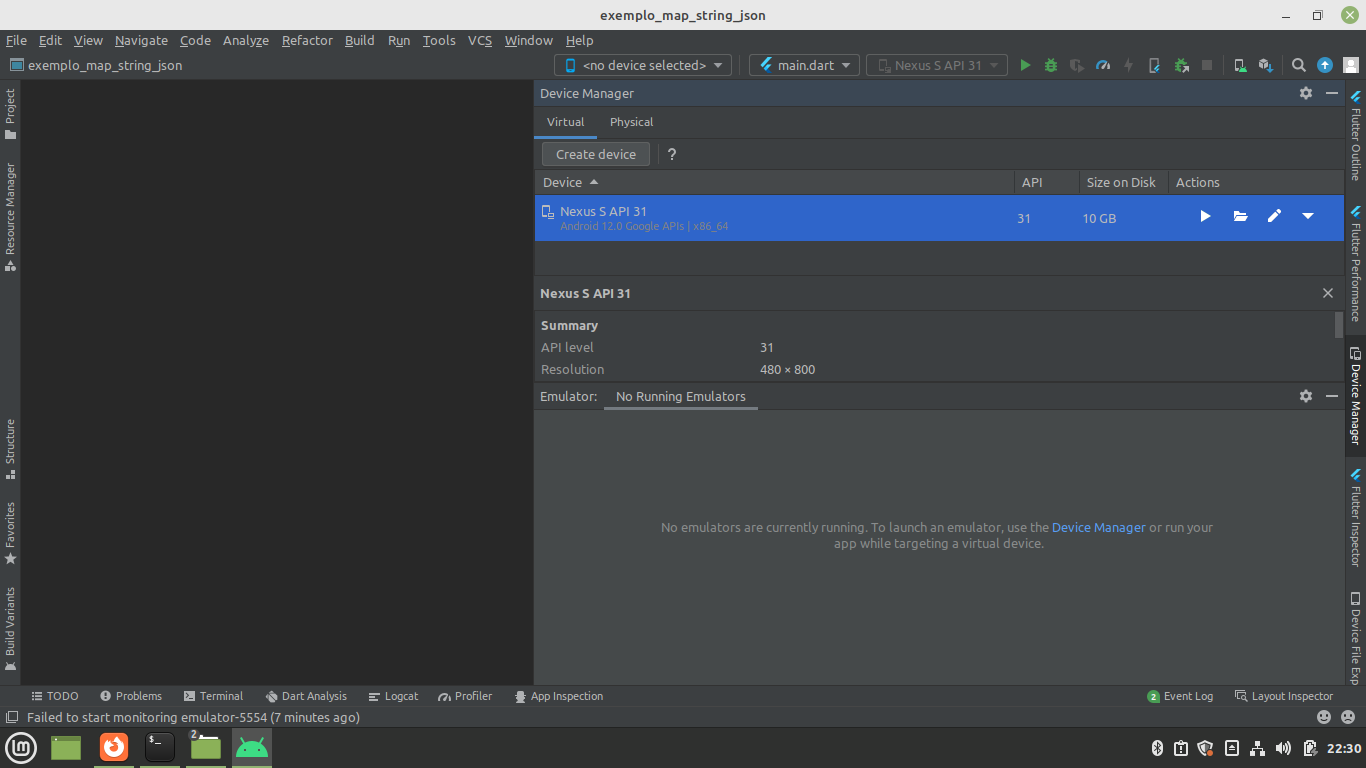 exemplo_map_string_json
File Edit View Navigate Code Analyze Refactor Build Run Tools VCS Window Help
exemplo_map_string_json
<no device selected>
main.dart
Nexus S API 31
Project
Resource Manager
Structure
Favorites
Build Variants
Device Manager
Virtual Physical
Create device ?
Device API Size on Disk Actions
Nexus S API 31
Android 12.0 Google APIs | x86_64
31 10 GB
Nexus S API 31
Summary
API level 31
Resolution 480 × 800
Emulator: No Running Emulators
No emulators are currently running. To launch an emulator, use the Device Manager or run your
app while targeting a virtual device.
Flutter Outline
Flutter Performance
Device Manager
Flutter Inspector
Device File Exp
TODO Problems Terminal Dart Analysis Logcat Profiler App Inspection
2 Event Log Layout Inspector
Failed to start monitoring emulator-5554 (7 minutes ago)
$_
2
22:30